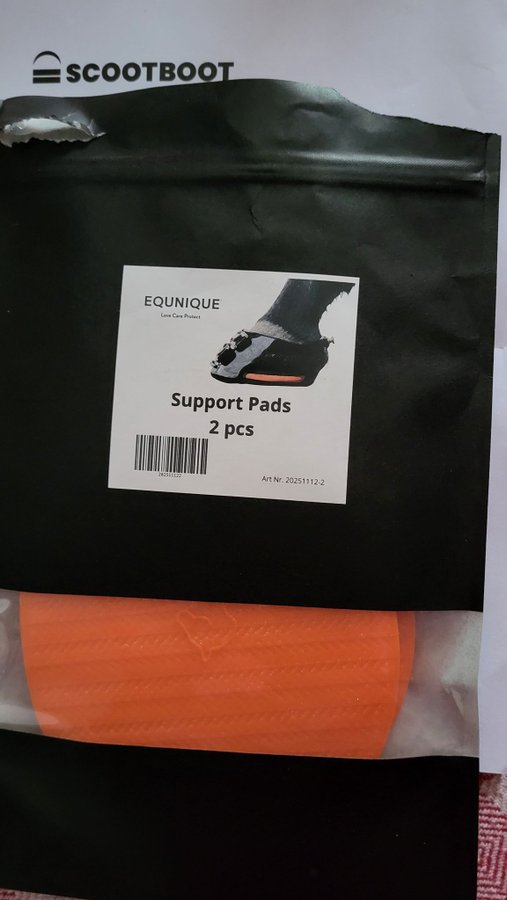 SCOOTBOOT
EQUNIQUE
Love Care Protect
Support Pads
2 pcs
Art Nr. 20251112-2